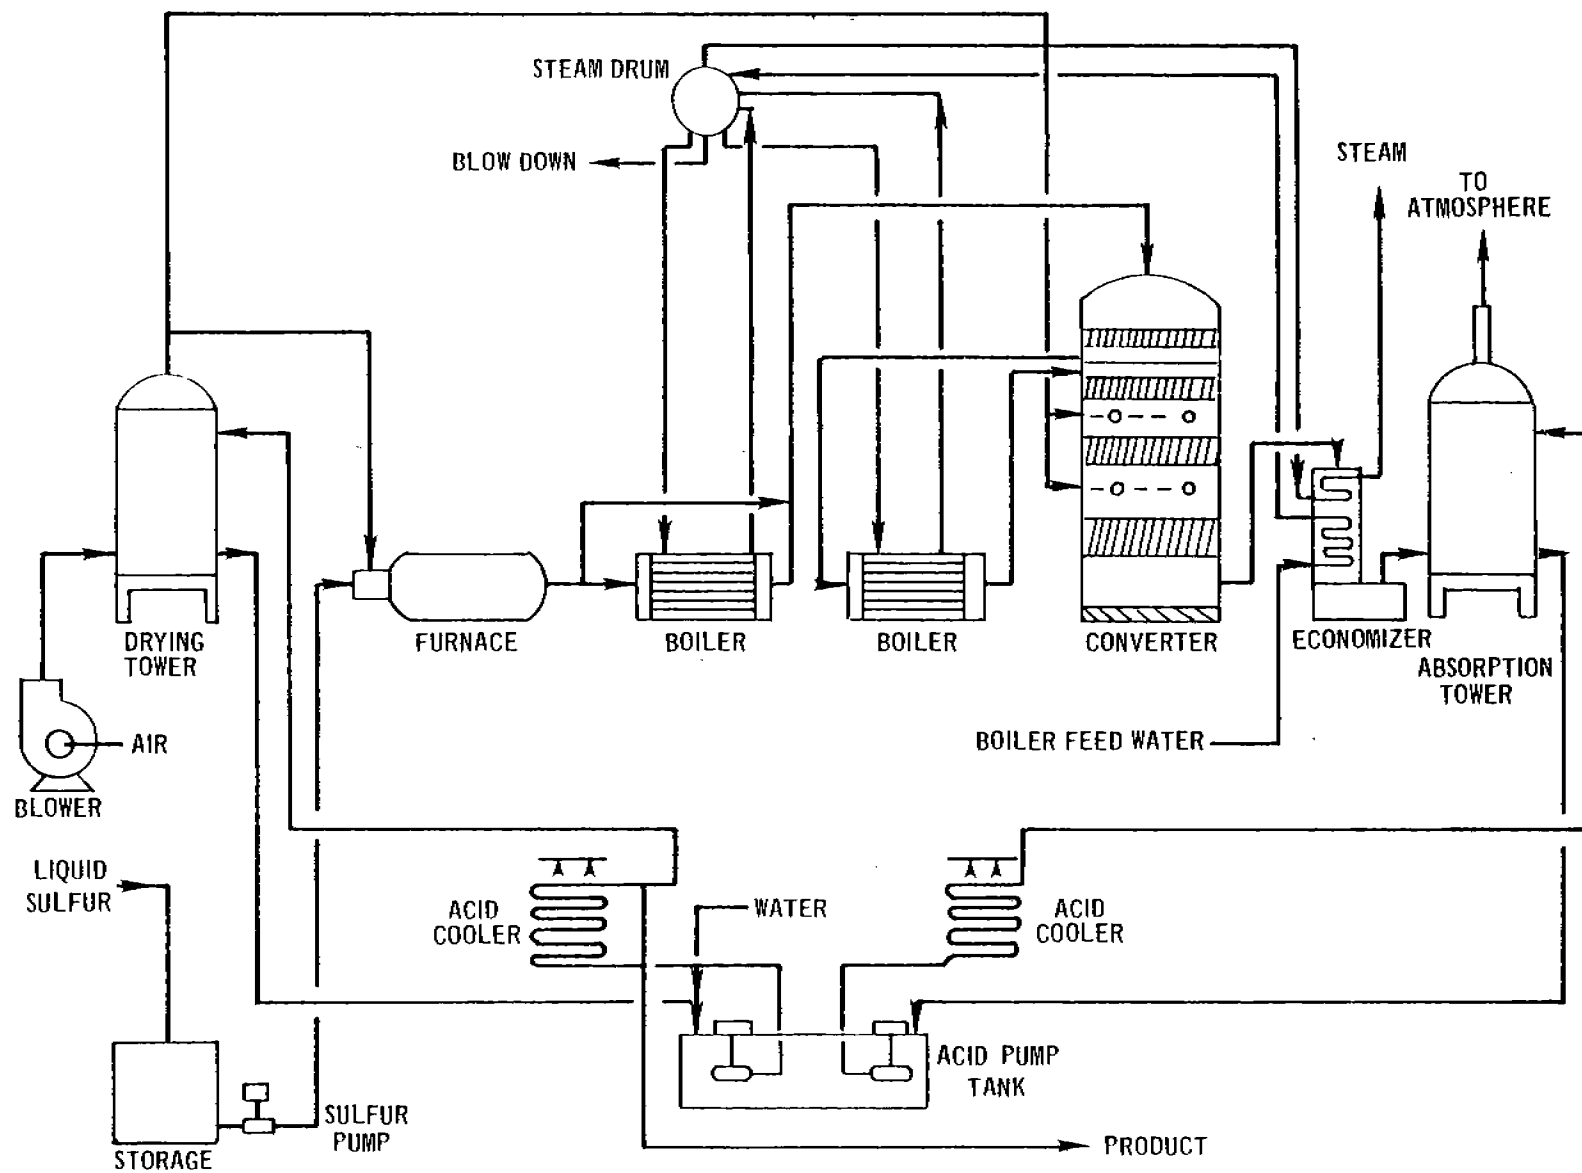 STEAM DRUM
BLOW DOWN
STEAM
TO
ATMOSPHERE
DRYING
TOWER
FURNACE
BOILER
BOILER
CONVERTER
ECONOMIZER
ABSORPTION
TOWER
AIR
BOILER FEED WATER
BLOWER
LIQUID
SULFUR
ACID
COOLER
WATER
ACID
COOLER
ACID PUMP
TANK
SULFUR
PUMP
PRODUCT
STORAGE